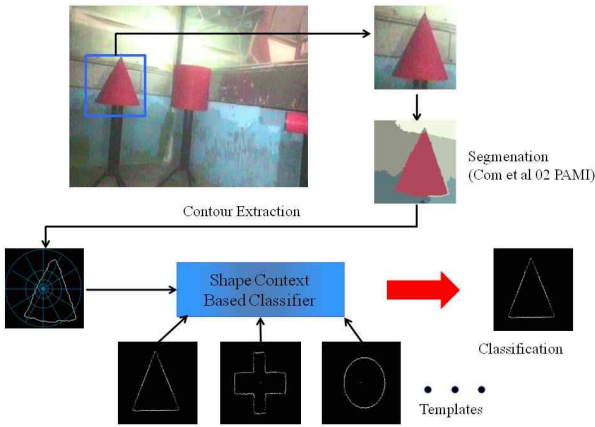 Segmenation
(Com et al 02 PAMI)
Contour Extraction
Shape Context
Based Classifier
Classification
Templates